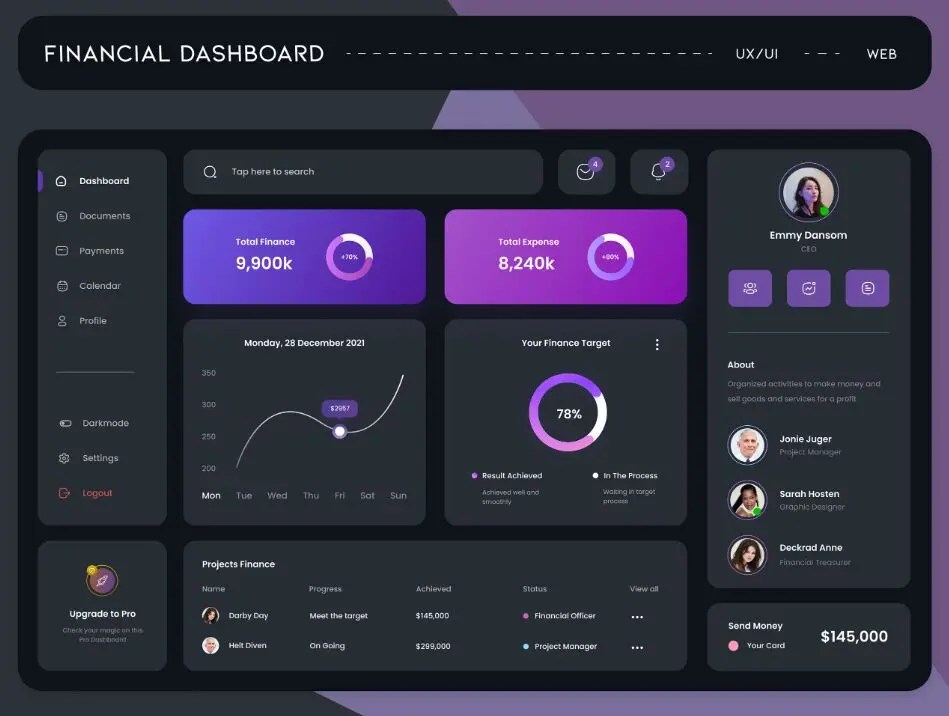 FINANCIAL DASHBOARD
UX/UI
WEB
Dashboard
Documents
Payments
Calendar
Profile
Darkmode
Settings
Logout
Upgrade to Pro
Check your magic on this
Pro Dashboard
Tap here to search
4
2
Total Finance
9,900k
+70%
Total Expense
8,240k
+80%
Monday, 28 December 2021
350
300
250
200
$2957
Mon Tue Wed Thu Fri Sat Sun
Your Finance Target
78%
Result Achieved
Achieved well and
smoothly
In The Process
Waiting in target
process
Projects Finance
Name Progress Achieved Status View all
Darby Day Meet the target $145,000 Financial Officer
Helt Diven On Going $299,000 Project Manager
Emmy Dansom
CEO
About
Organized activities to make money and
sell goods and services for a profit
Jonie Juger
Project Manager
Sarah Hosten
Graphic Designer
Deckrad Anne
Financial Treasurer
Send Money
Your Card
$145,000